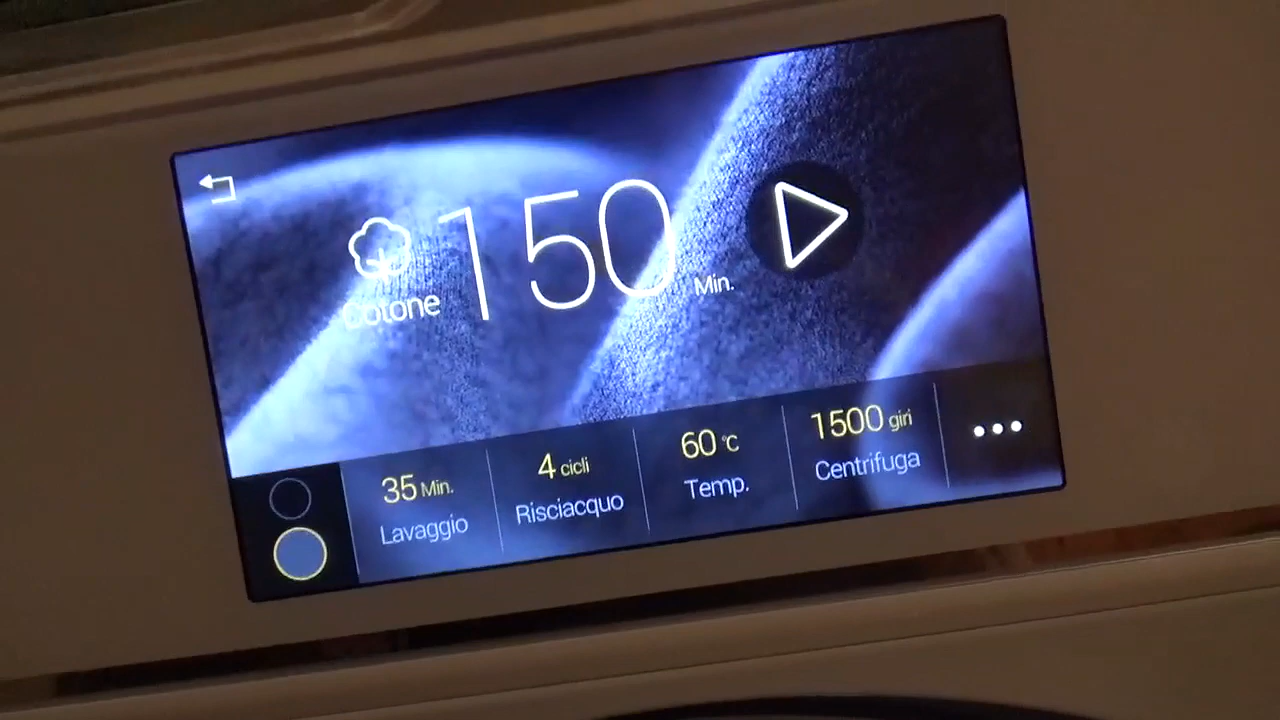 150 Min.
Cotone
35 Min.
Lavaggio
4 cicli
Risciacquo
60 °C
Temp.
1500 giri
Centrifuga